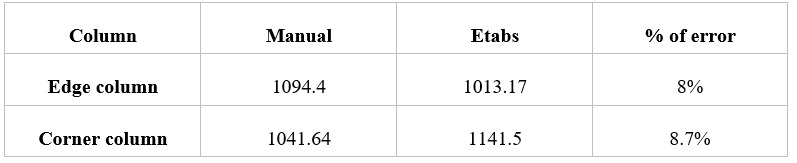 Column Manual Etabs % of error
Edge column 1094.4 1013.17 8%
Corner column 1041.64 1141.5 8.7%